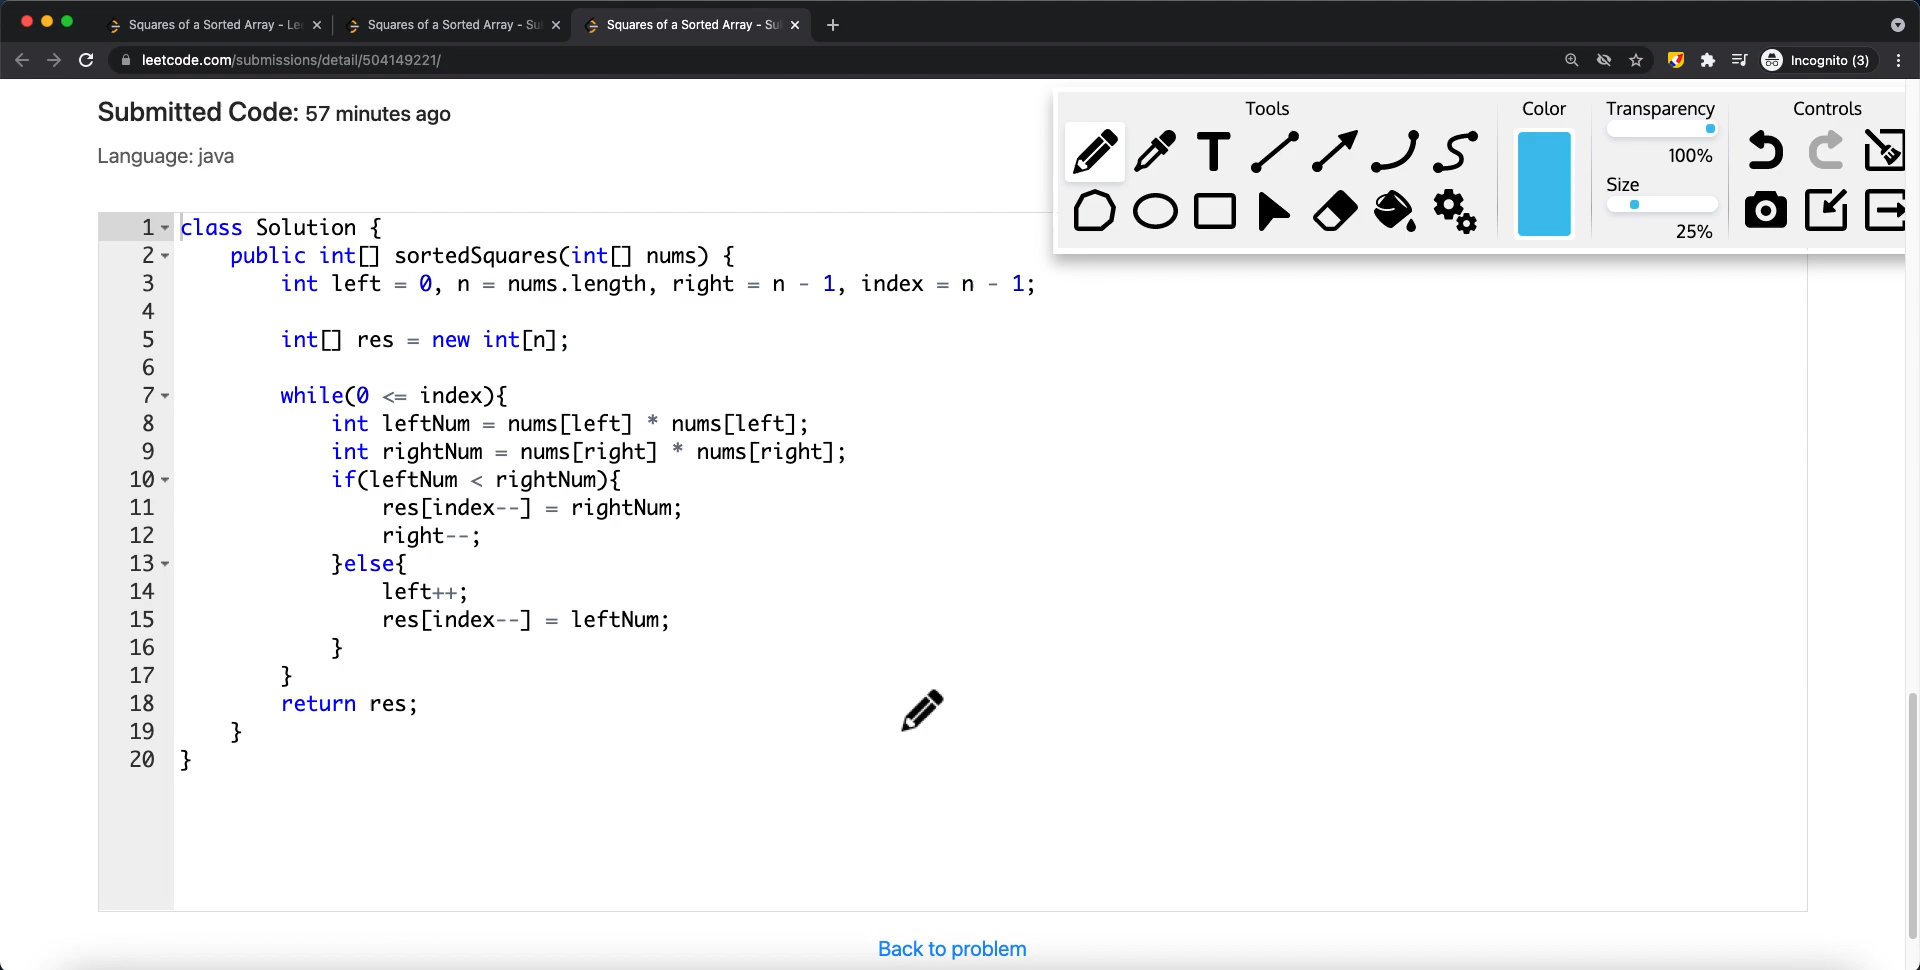 Squares of a Sorted Array - Le
Squares of a Sorted Array - Su
Squares of a Sorted Array - Su
leetcode.com/submissions/detail/504149221/
Incognito (3)
Submitted Code: 57 minutes ago
Language: java
Tools
Color
Transparency
100%
Size
25%
Controls
1 class Solution {
2     public int[] sortedSquares(int[] nums) {
3         int left = 0, n = nums.length, right = n - 1, index = n - 1;
4
5         int[] res = new int[n];
6
7         while(0 <= index){
8             int leftNum = nums[left] * nums[left];
9             int rightNum = nums[right] * nums[right];
10             if(leftNum < rightNum){
11                 res[index--] = rightNum;
12                 right--;
13             }else{
14                 left++;
15                 res[index--] = leftNum;
16             }
17         }
18         return res;
19     }
20 }
Back to problem